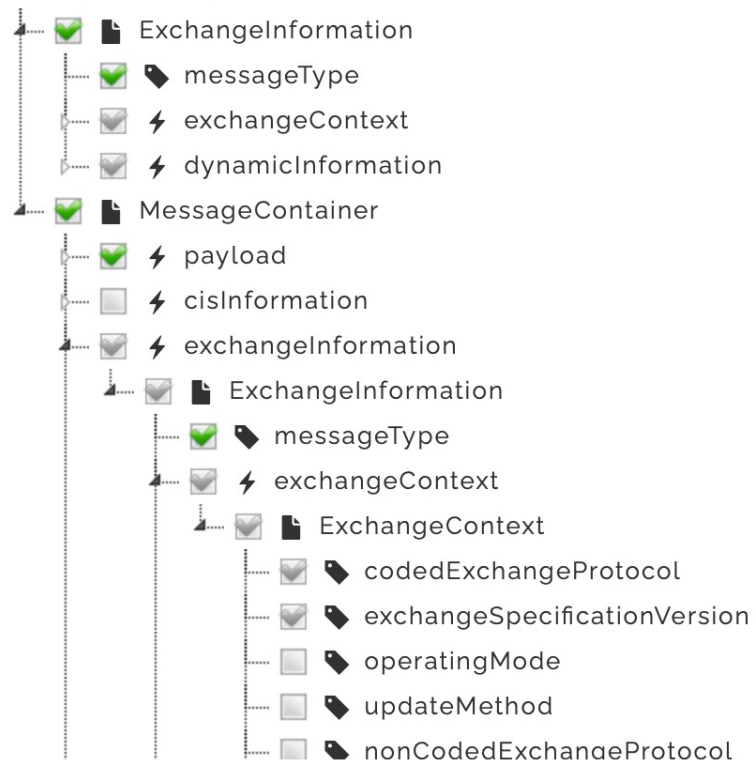 ExchangeInformation
messageType
exchangeContext
dynamicInformation
MessageContainer
payload
cisInformation
exchangeInformation
ExchangeInformation
messageType
exchangeContext
ExchangeContext
codedExchangeProtocol
exchangeSpecificationVersion
operatingMode
updateMethod
nonCodedExchangeProtocol